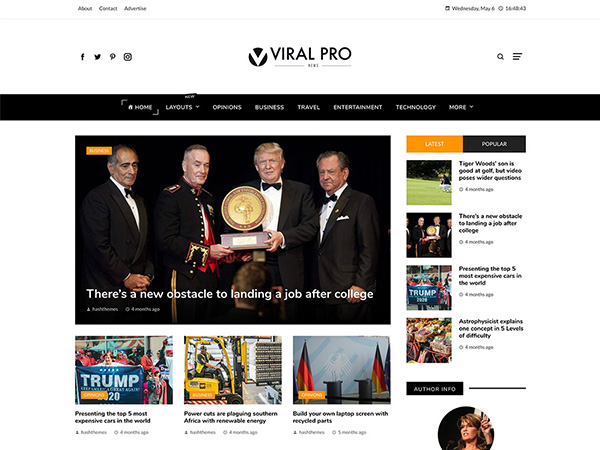 About Contact Advertise
Wednesday, May 6 16:48:43
VIRAL PRO
NEWS
NEW
HOME LAYOUTS OPINIONS BUSINESS TRAVEL ENTERTAINMENT TECHNOLOGY MORE
BUSINESS
There's a new obstacle to landing a job after college
hashthemes 4 months ago
TRUMP
KEEP AMERICA GREAT!
20
OPINIONS
Presenting the top 5 most
expensive cars in the world
hashthemes 4 months ago
BUSINESS
Power cuts are plaguing southern
Africa with renewable energy
hashthemes 4 months ago
OPINIONS
Build your own laptop screen with
recycled parts
hashthemes 5 months ago
LATEST POPULAR
Tiger Woods' son is
good at golf, but video
poses wider questions
4 months ago
There's a new obstacle
to landing a job after
college
4 months ago
TRUMP
2020
Presenting the top 5
most expensive cars in
the world
4 months ago
Astrophysicist explains
one concept in 5 Levels
of difficulty
4 months ago
AUTHOR INFO